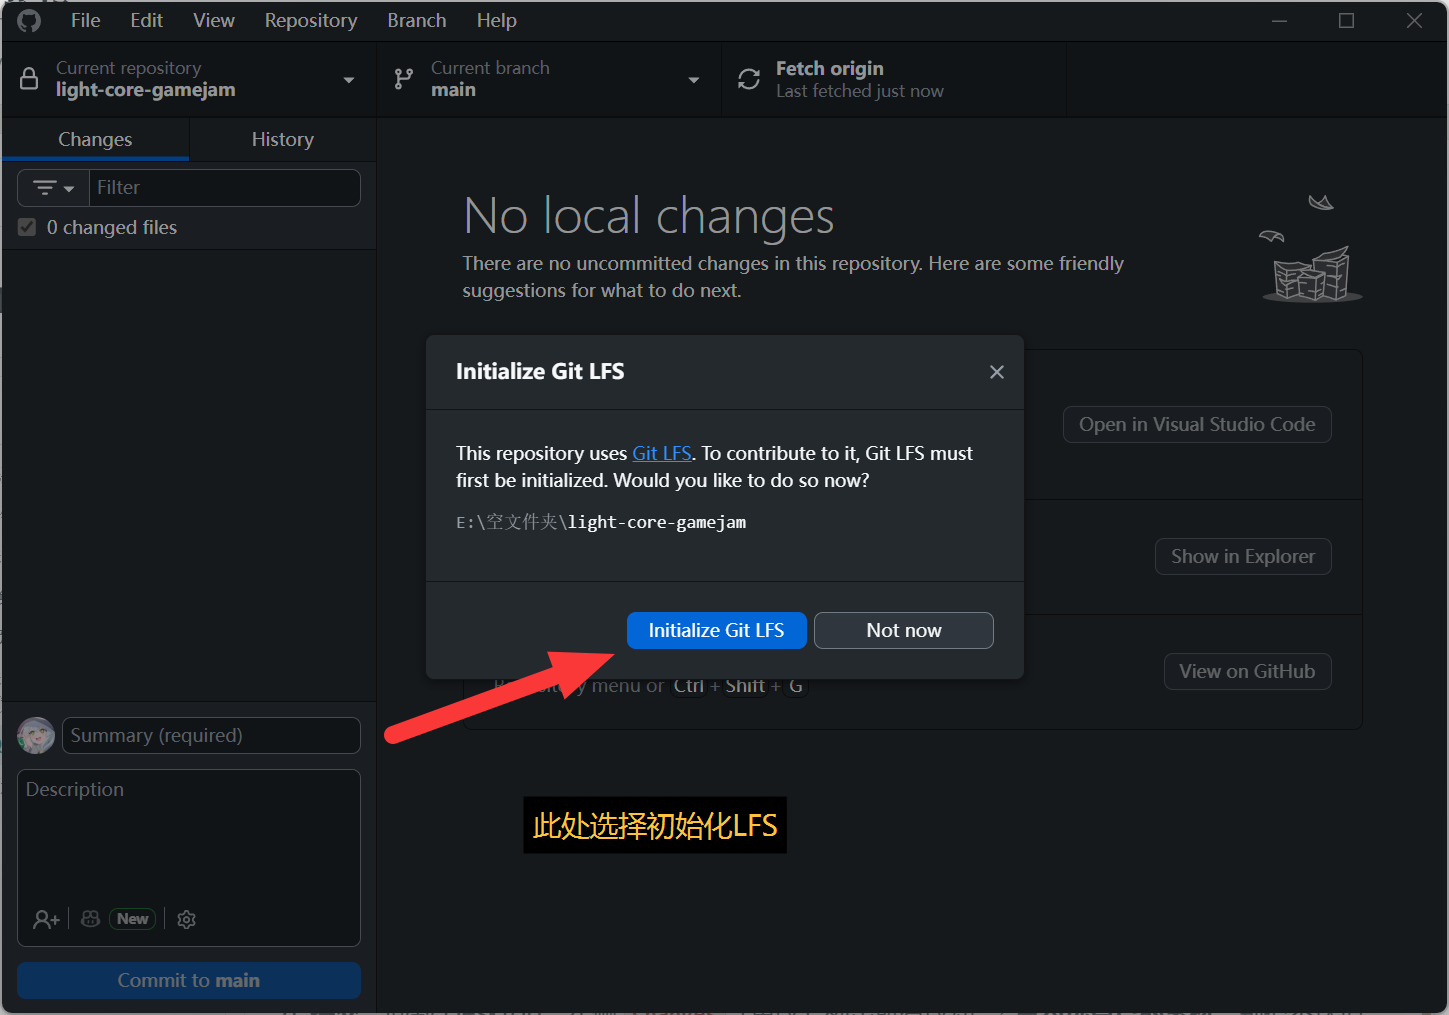 File Edit View Repository Branch Help
Current repository
light-core-gamejam
Current branch
main
Fetch origin
Last fetched just now
Changes
History
Filter
0 changed files
No local changes
There are no uncommitted changes in this repository. Here are some friendly
suggestions for what to do next.
Open in Visual Studio Code
Show in Explorer
View on GitHub
Initialize Git LFS
This repository uses Git LFS. To contribute to it, Git LFS must
first be initialized. Would you like to do so now?
E:\空文件夹\light-core-gamejam
Initialize Git LFS
Not now
Repository menu or Ctrl + Shift + G
Summary (required)
Description
New
Commit to main
此处选择初始化LFS